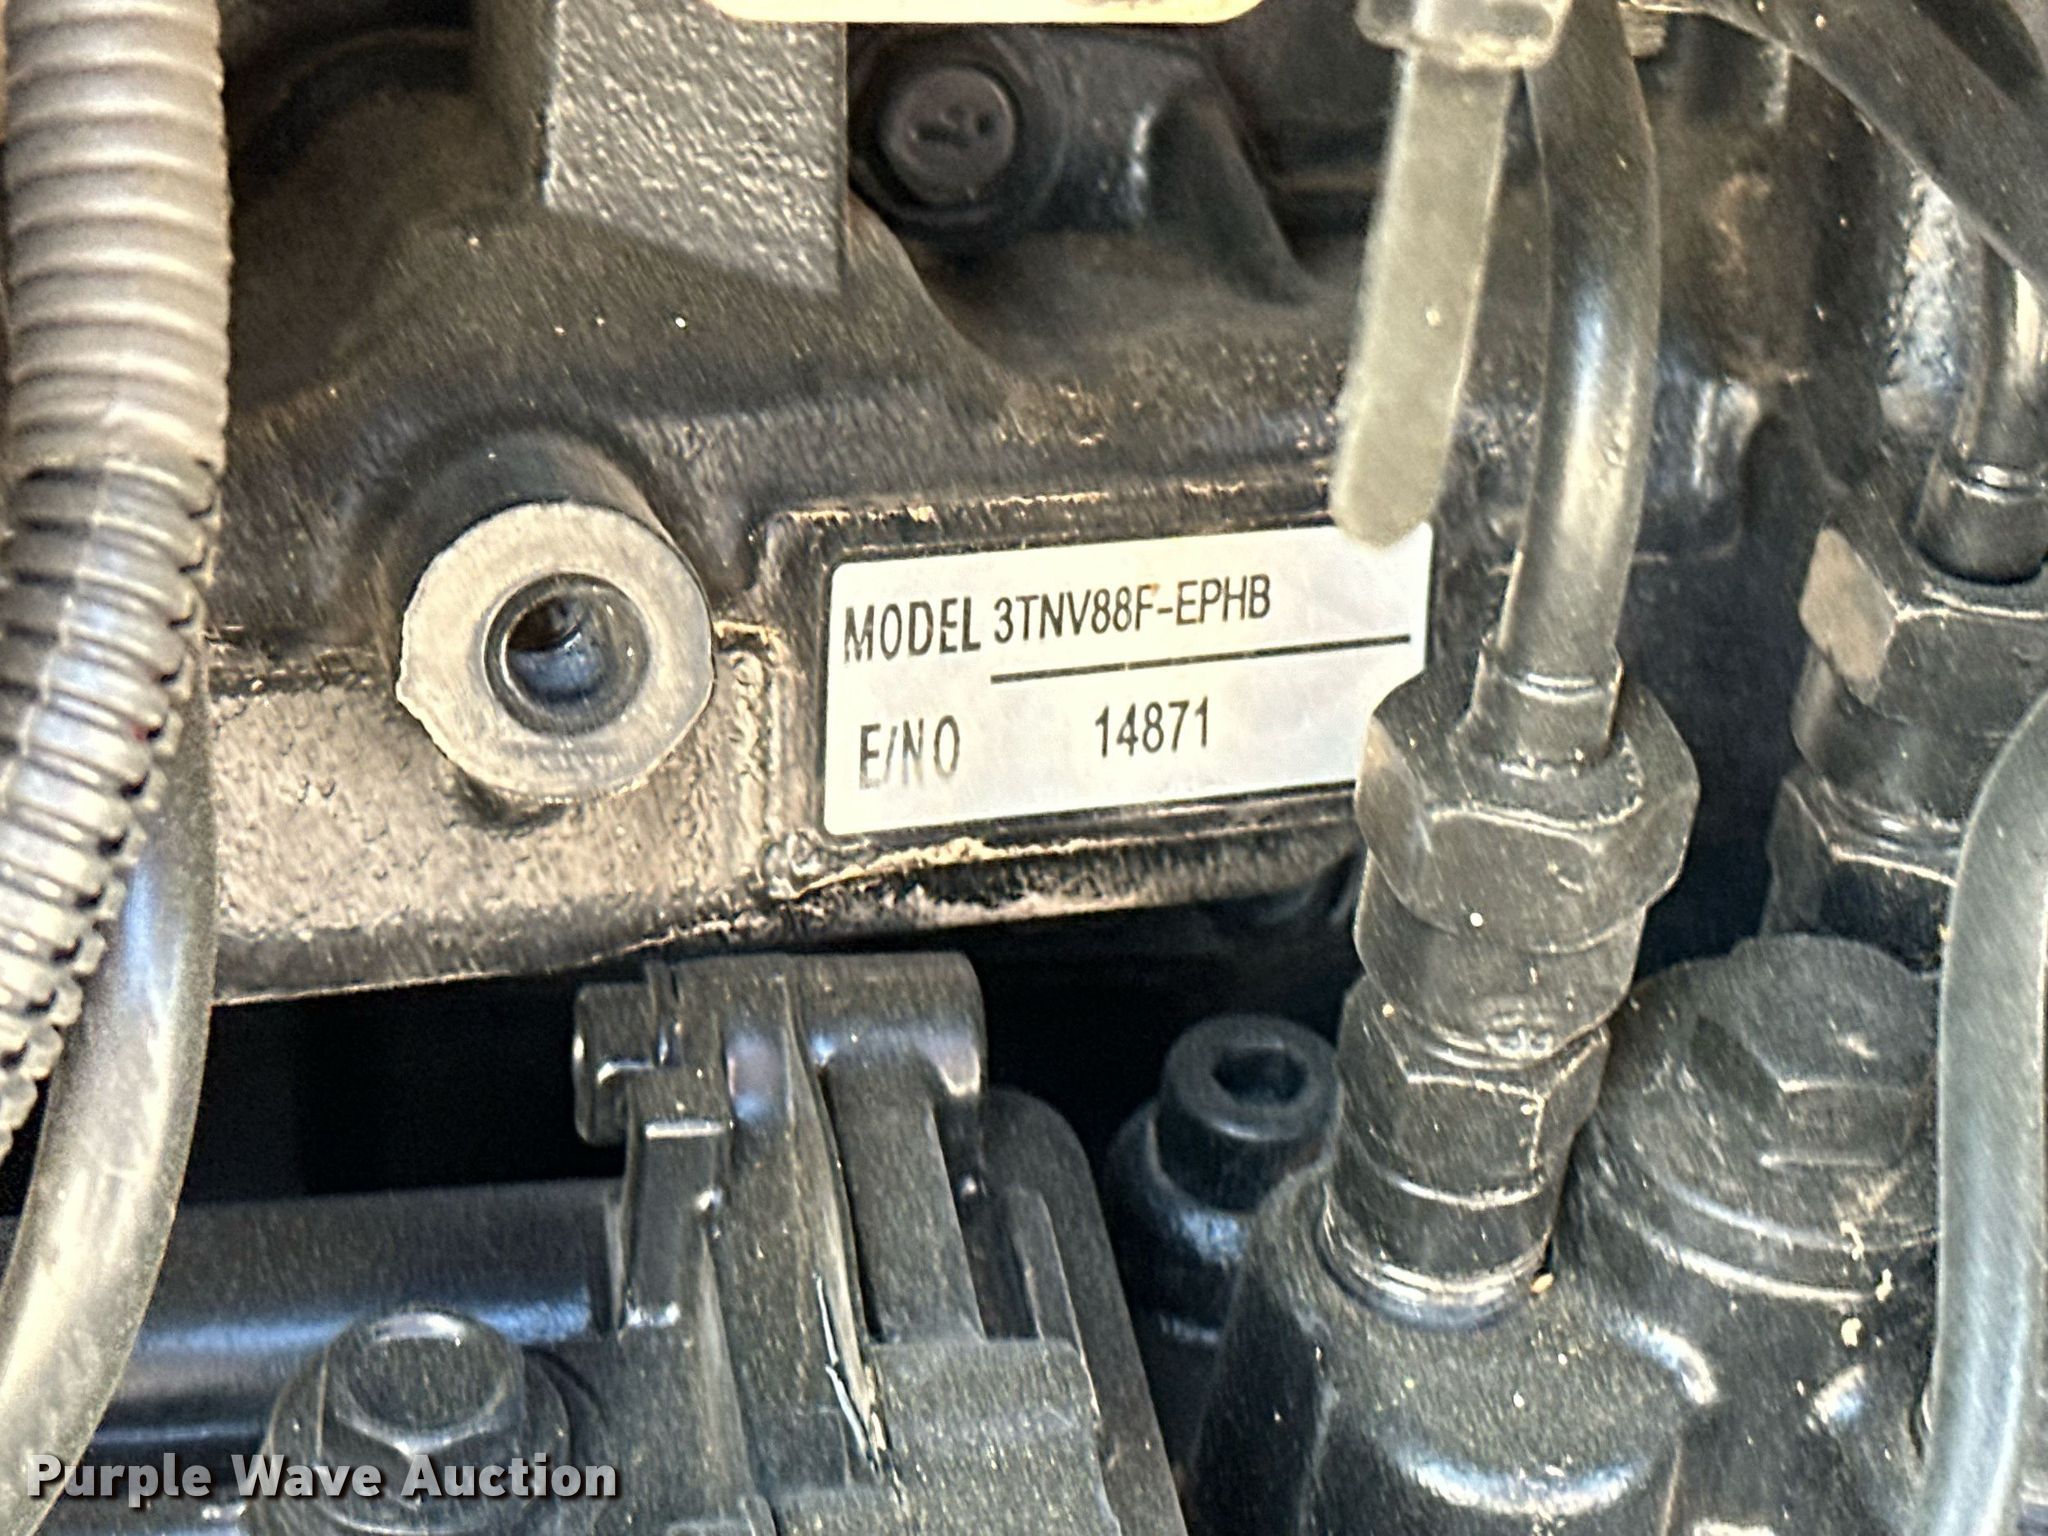 MODEL 3TNV88F-EPHB
E/NO 14871
Purple Wave Auction